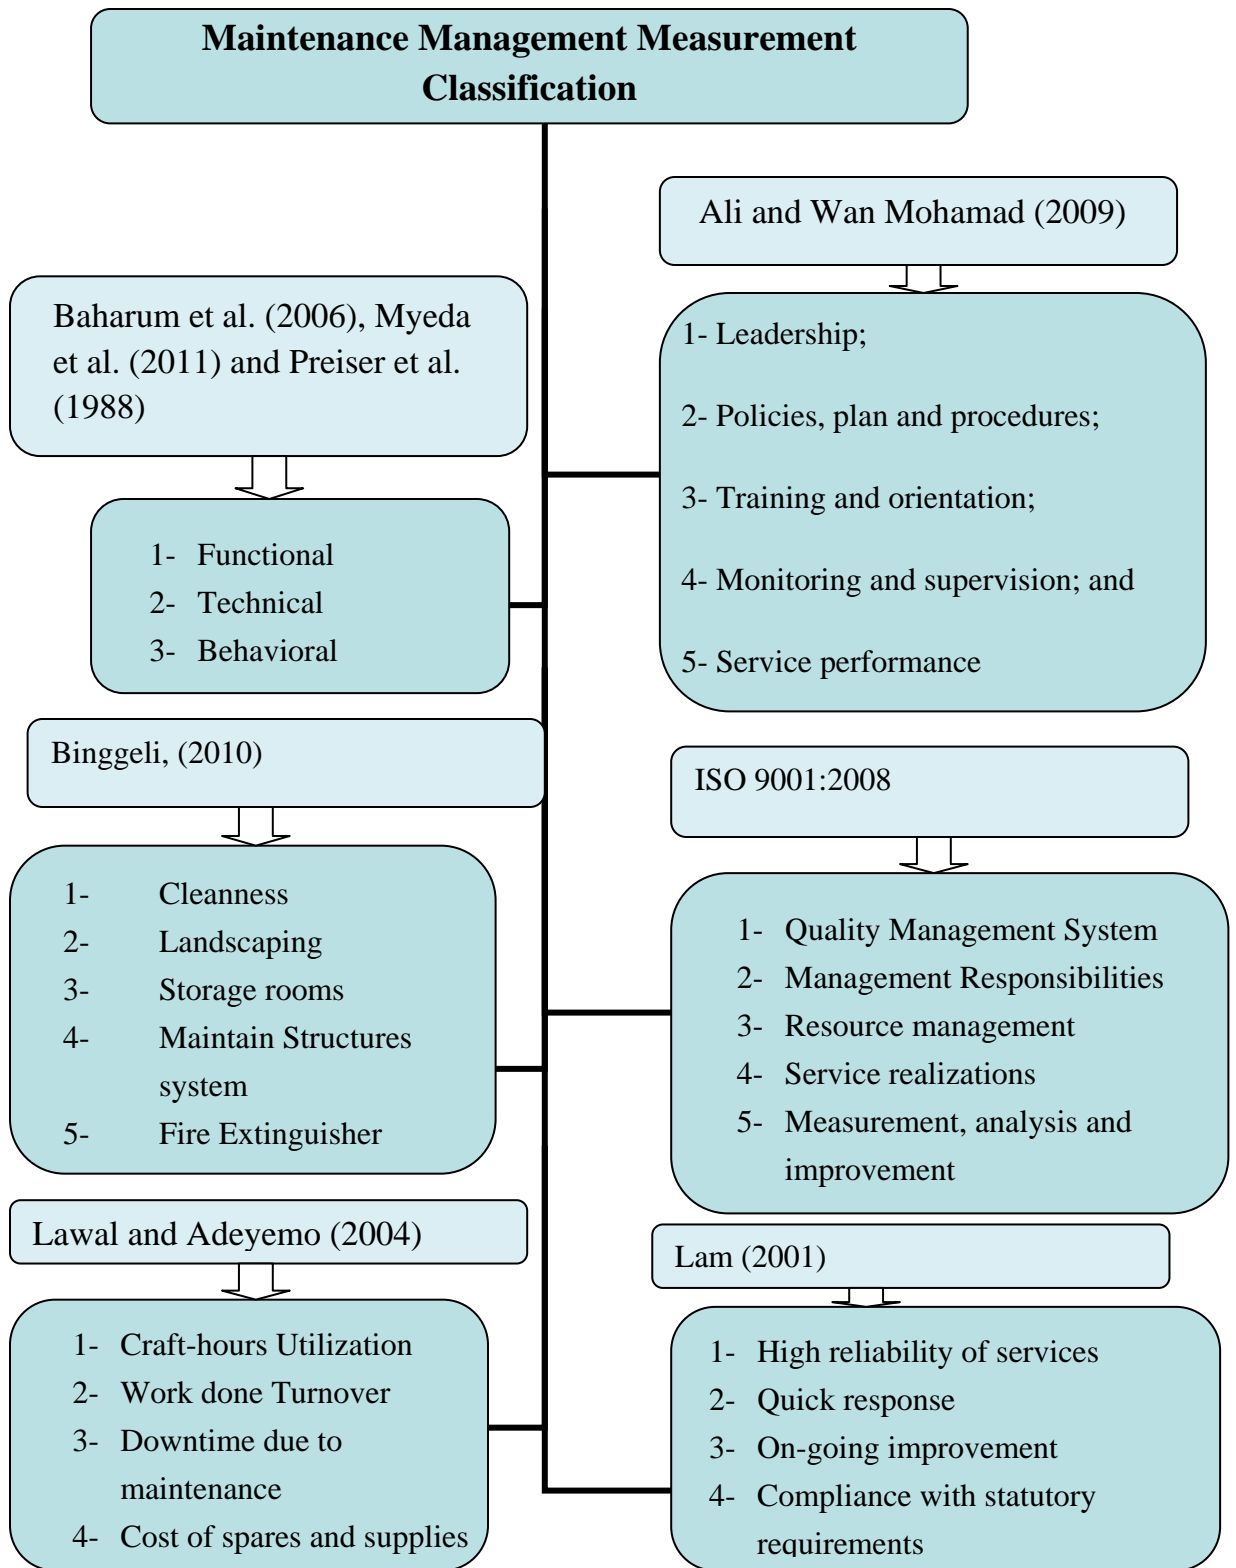 Maintenance Management Measurement
Classification
Ali and Wan Mohamad (2009)
1- Leadership;
2- Policies, plan and procedures;
3- Training and orientation;
4- Monitoring and supervision; and
5- Service performance
Baharum et al. (2006), Myeda
et al. (2011) and Preiser et al.
(1988)
1- Functional
2- Technical
3- Behavioral
Binggeli, (2010)
1- Cleanness
2- Landscaping
3- Storage rooms
4- Maintain Structures
system
5- Fire Extinguisher
ISO 9001:2008
1- Quality Management System
2- Management Responsibilities
3- Resource management
4- Service realizations
5- Measurement, analysis and
improvement
Lawal and Adeyemo (2004)
1- Craft-hours Utilization
2- Work done Turnover
3- Downtime due to
maintenance
4- Cost of spares and supplies
Lam (2001)
1- High reliability of services
2- Quick response
3- On-going improvement
4- Compliance with statutory
requirements